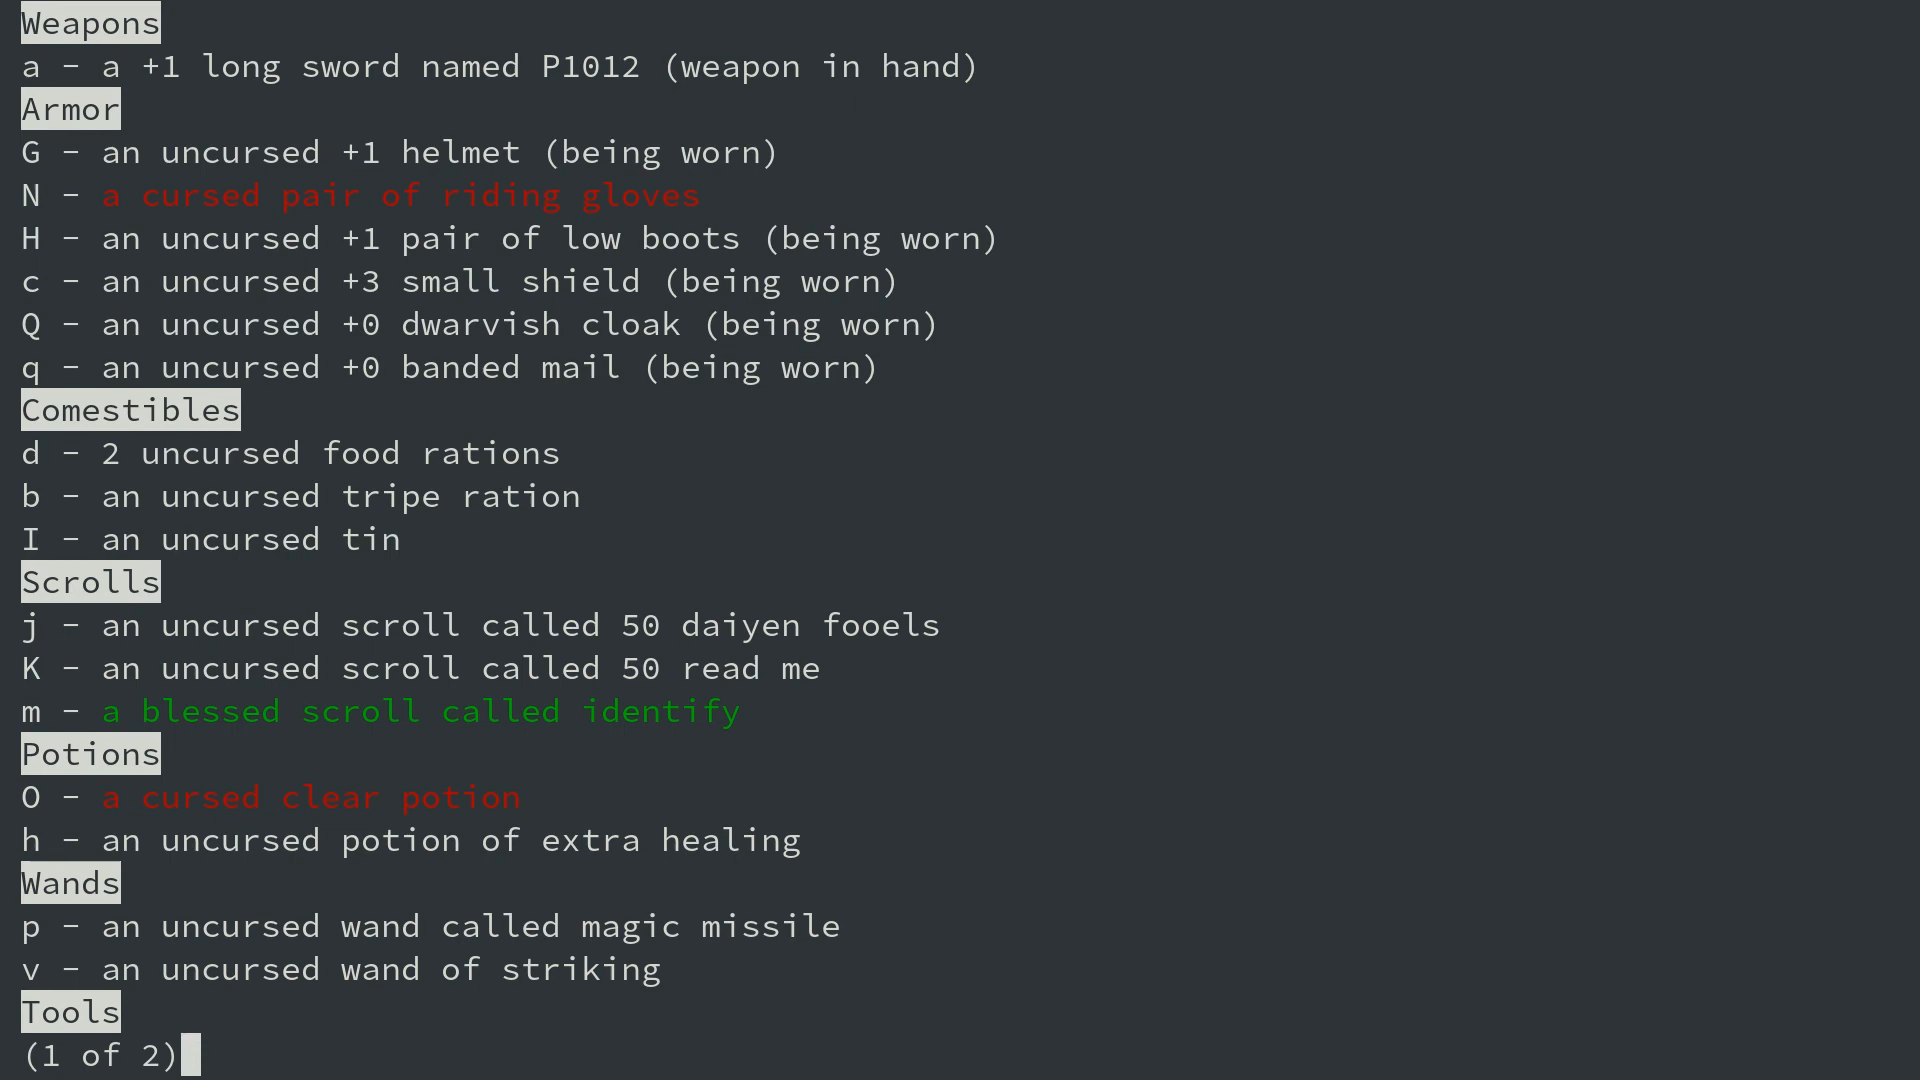 Weapons
a - a +1 long sword named P1012 (weapon in hand)
Armor
G - an uncursed +1 helmet (being worn)
N - a cursed pair of riding gloves
H - an uncursed +1 pair of low boots (being worn)
c - an uncursed +3 small shield (being worn)
Q - an uncursed +0 dwarvish cloak (being worn)
q - an uncursed +0 banded mail (being worn)
Comestibles
d - 2 uncursed food rations
b - an uncursed tripe ration
I - an uncursed tin
Scrolls
j - an uncursed scroll called 50 daiyen fooels
K - an uncursed scroll called 50 read me
m - a blessed scroll called identify
Potions
O - a cursed clear potion
h - an uncursed potion of extra healing
Wands
p - an uncursed wand called magic missile
v - an uncursed wand of striking
Tools
(1 of 2)